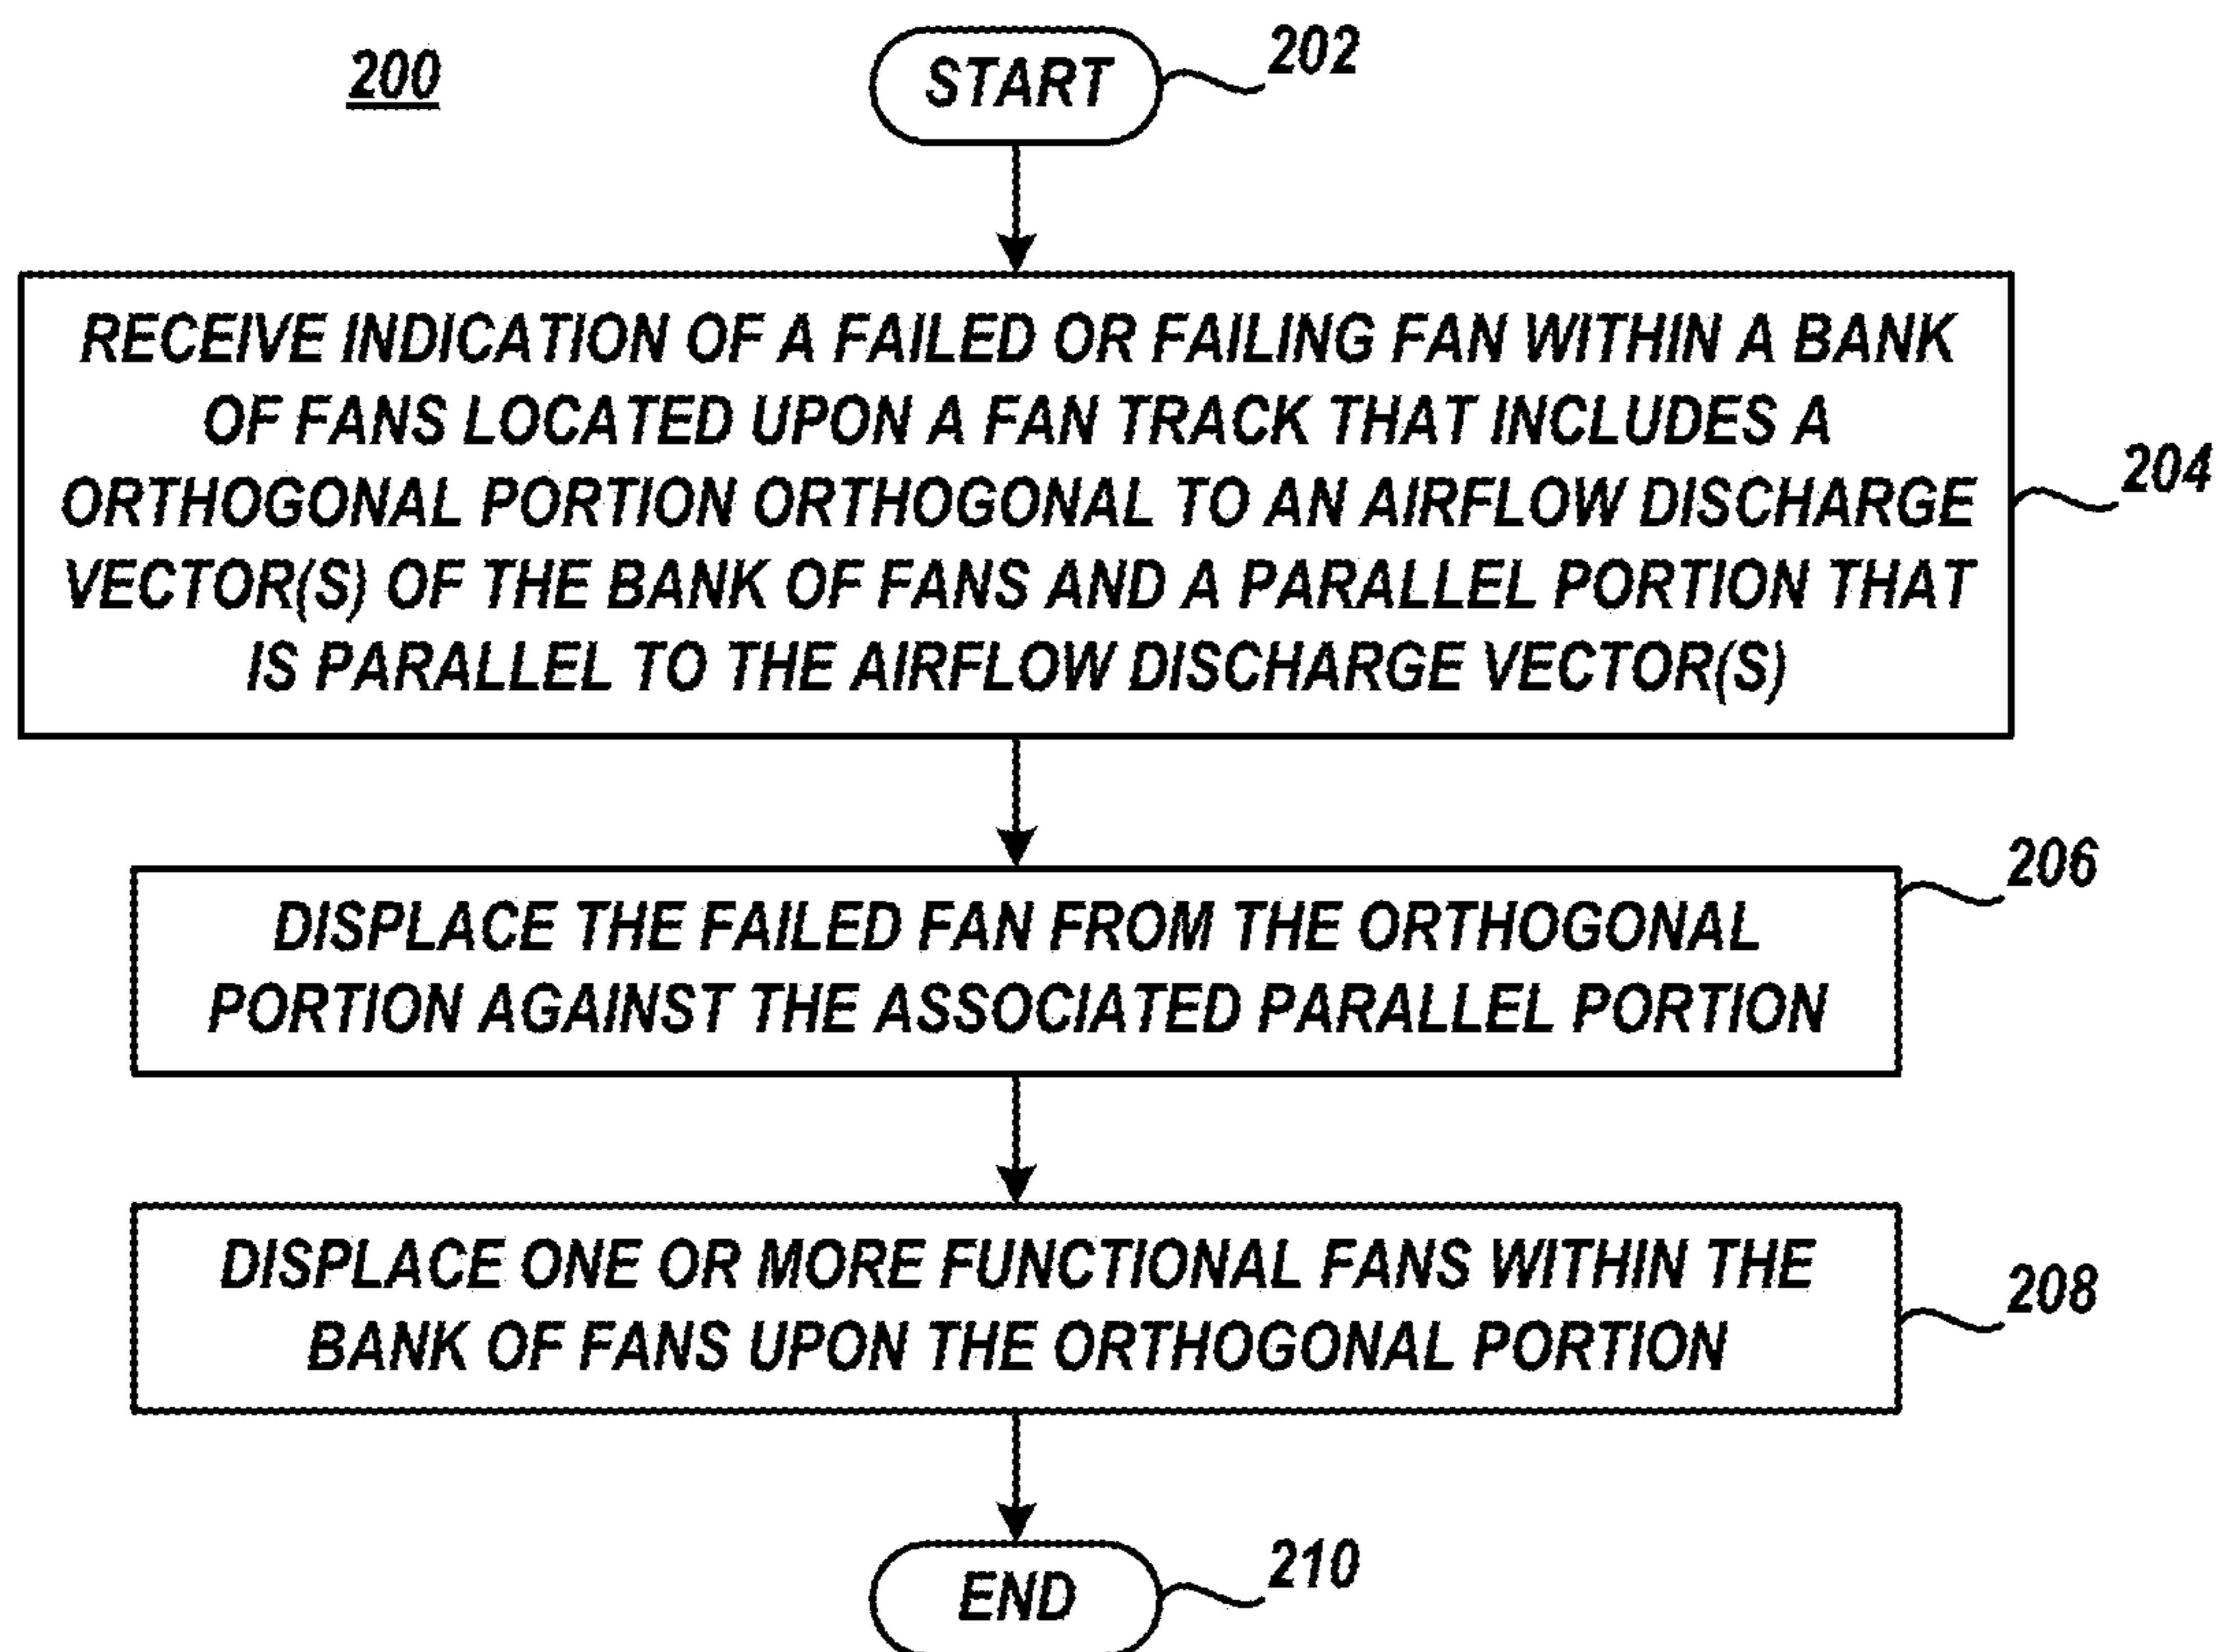 200
START
202
RECEIVE INDICATION OF A FAILED OR FAILING FAN WITHIN A BANK
OF FANS LOCATED UPON A FAN TRACK THAT INCLUDES A
ORTHOGONAL PORTION ORTHOGONAL TO AN AIRFLOW DISCHARGE
VECTOR(S) OF THE BANK OF FANS AND A PARALLEL PORTION THAT
IS PARALLEL TO THE AIRFLOW DISCHARGE VECTOR(S)
204
DISPLACE THE FAILED FAN FROM THE ORTHOGONAL
PORTION AGAINST THE ASSOCIATED PARALLEL PORTION
206
DISPLACE ONE OR MORE FUNCTIONAL FANS WITHIN THE
BANK OF FANS UPON THE ORTHOGONAL PORTION
208
END
210